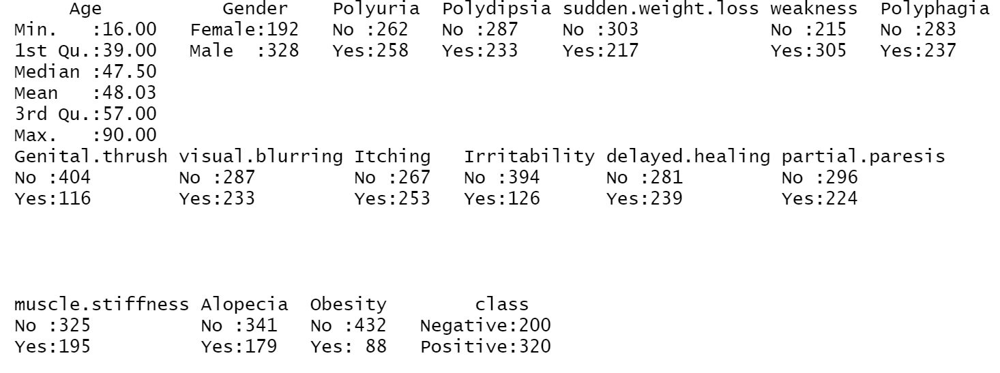 Age Gender Polyuria Polydipsia sudden.weight.loss weakness Polyphagia
Min. :16.00 Female:192 No :262 No :287 No :303 No :215 No :283
1st Qu.:39.00 Male :328 Yes:258 Yes:233 Yes:217 Yes:305 Yes:237
Median :47.50
Mean :48.03
3rd Qu.:57.00
Max. :90.00
Genital.thrush visual.blurring Itching Irritability delayed.healing partial.paresis
No :404 No :287 No :267 No :394 No :281 No :296
Yes:116 Yes:233 Yes:253 Yes:126 Yes:239 Yes:224
muscle.stiffness Alopecia Obesity class
No :325 No :341 No :432 Negative:200
Yes:195 Yes:179 Yes: 88 Positive:320